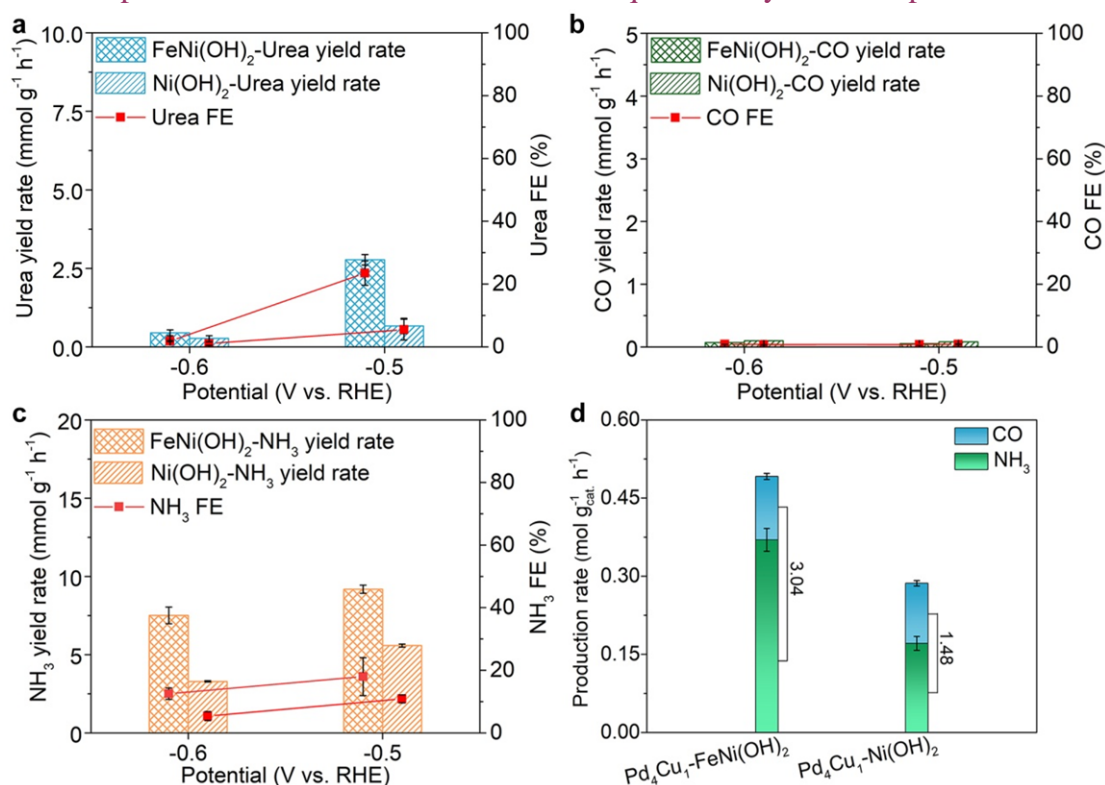 a
10.0
7.5
5.0
2.5
0.0
Urea yield rate (mmol g⁻¹ h⁻¹)
FeNi(OH)₂-Urea yield rate
Ni(OH)₂-Urea yield rate
Urea FE
100
80
60
40
20
0
Urea FE (%)
-0.6 -0.5
Potential (V vs. RHE)
b
5
4
3
2
1
0
CO yield rate (mmol g⁻¹ h⁻¹)
FeNi(OH)₂-CO yield rate
Ni(OH)₂-CO yield rate
CO FE
100
80
60
40
20
0
CO FE (%)
-0.6 -0.5
Potential (V vs. RHE)
c
20
15
10
5
0
NH₃ yield rate (mmol g⁻¹ h⁻¹)
FeNi(OH)₂-NH₃ yield rate
Ni(OH)₂-NH₃ yield rate
NH₃ FE
100
80
60
40
20
0
NH₃ FE (%)
-0.6 -0.5
Potential (V vs. RHE)
d
0.60
0.45
0.30
0.15
0.00
Production rate (mol g⁻¹cat. h⁻¹)
CO
NH₃
3.04
1.48
Pd₄Cu₁-FeNi(OH)₂
Pd₄Cu₁-Ni(OH)₂